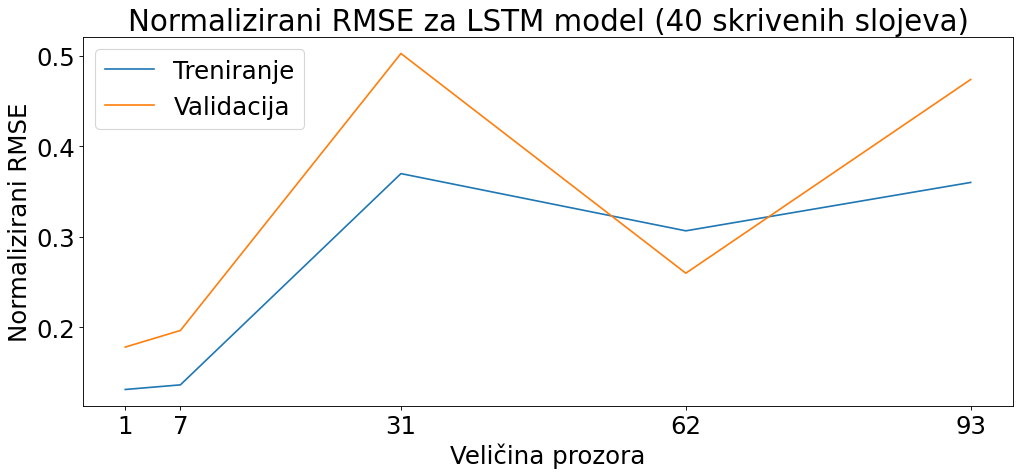 Normalizirani RMSE za LSTM model (40 skrivenih slojeva)
Treniranje
Validacija
Normalizirani RMSE
0.5
0.4
0.3
0.2
1 7 31 62 93
Veličina prozora